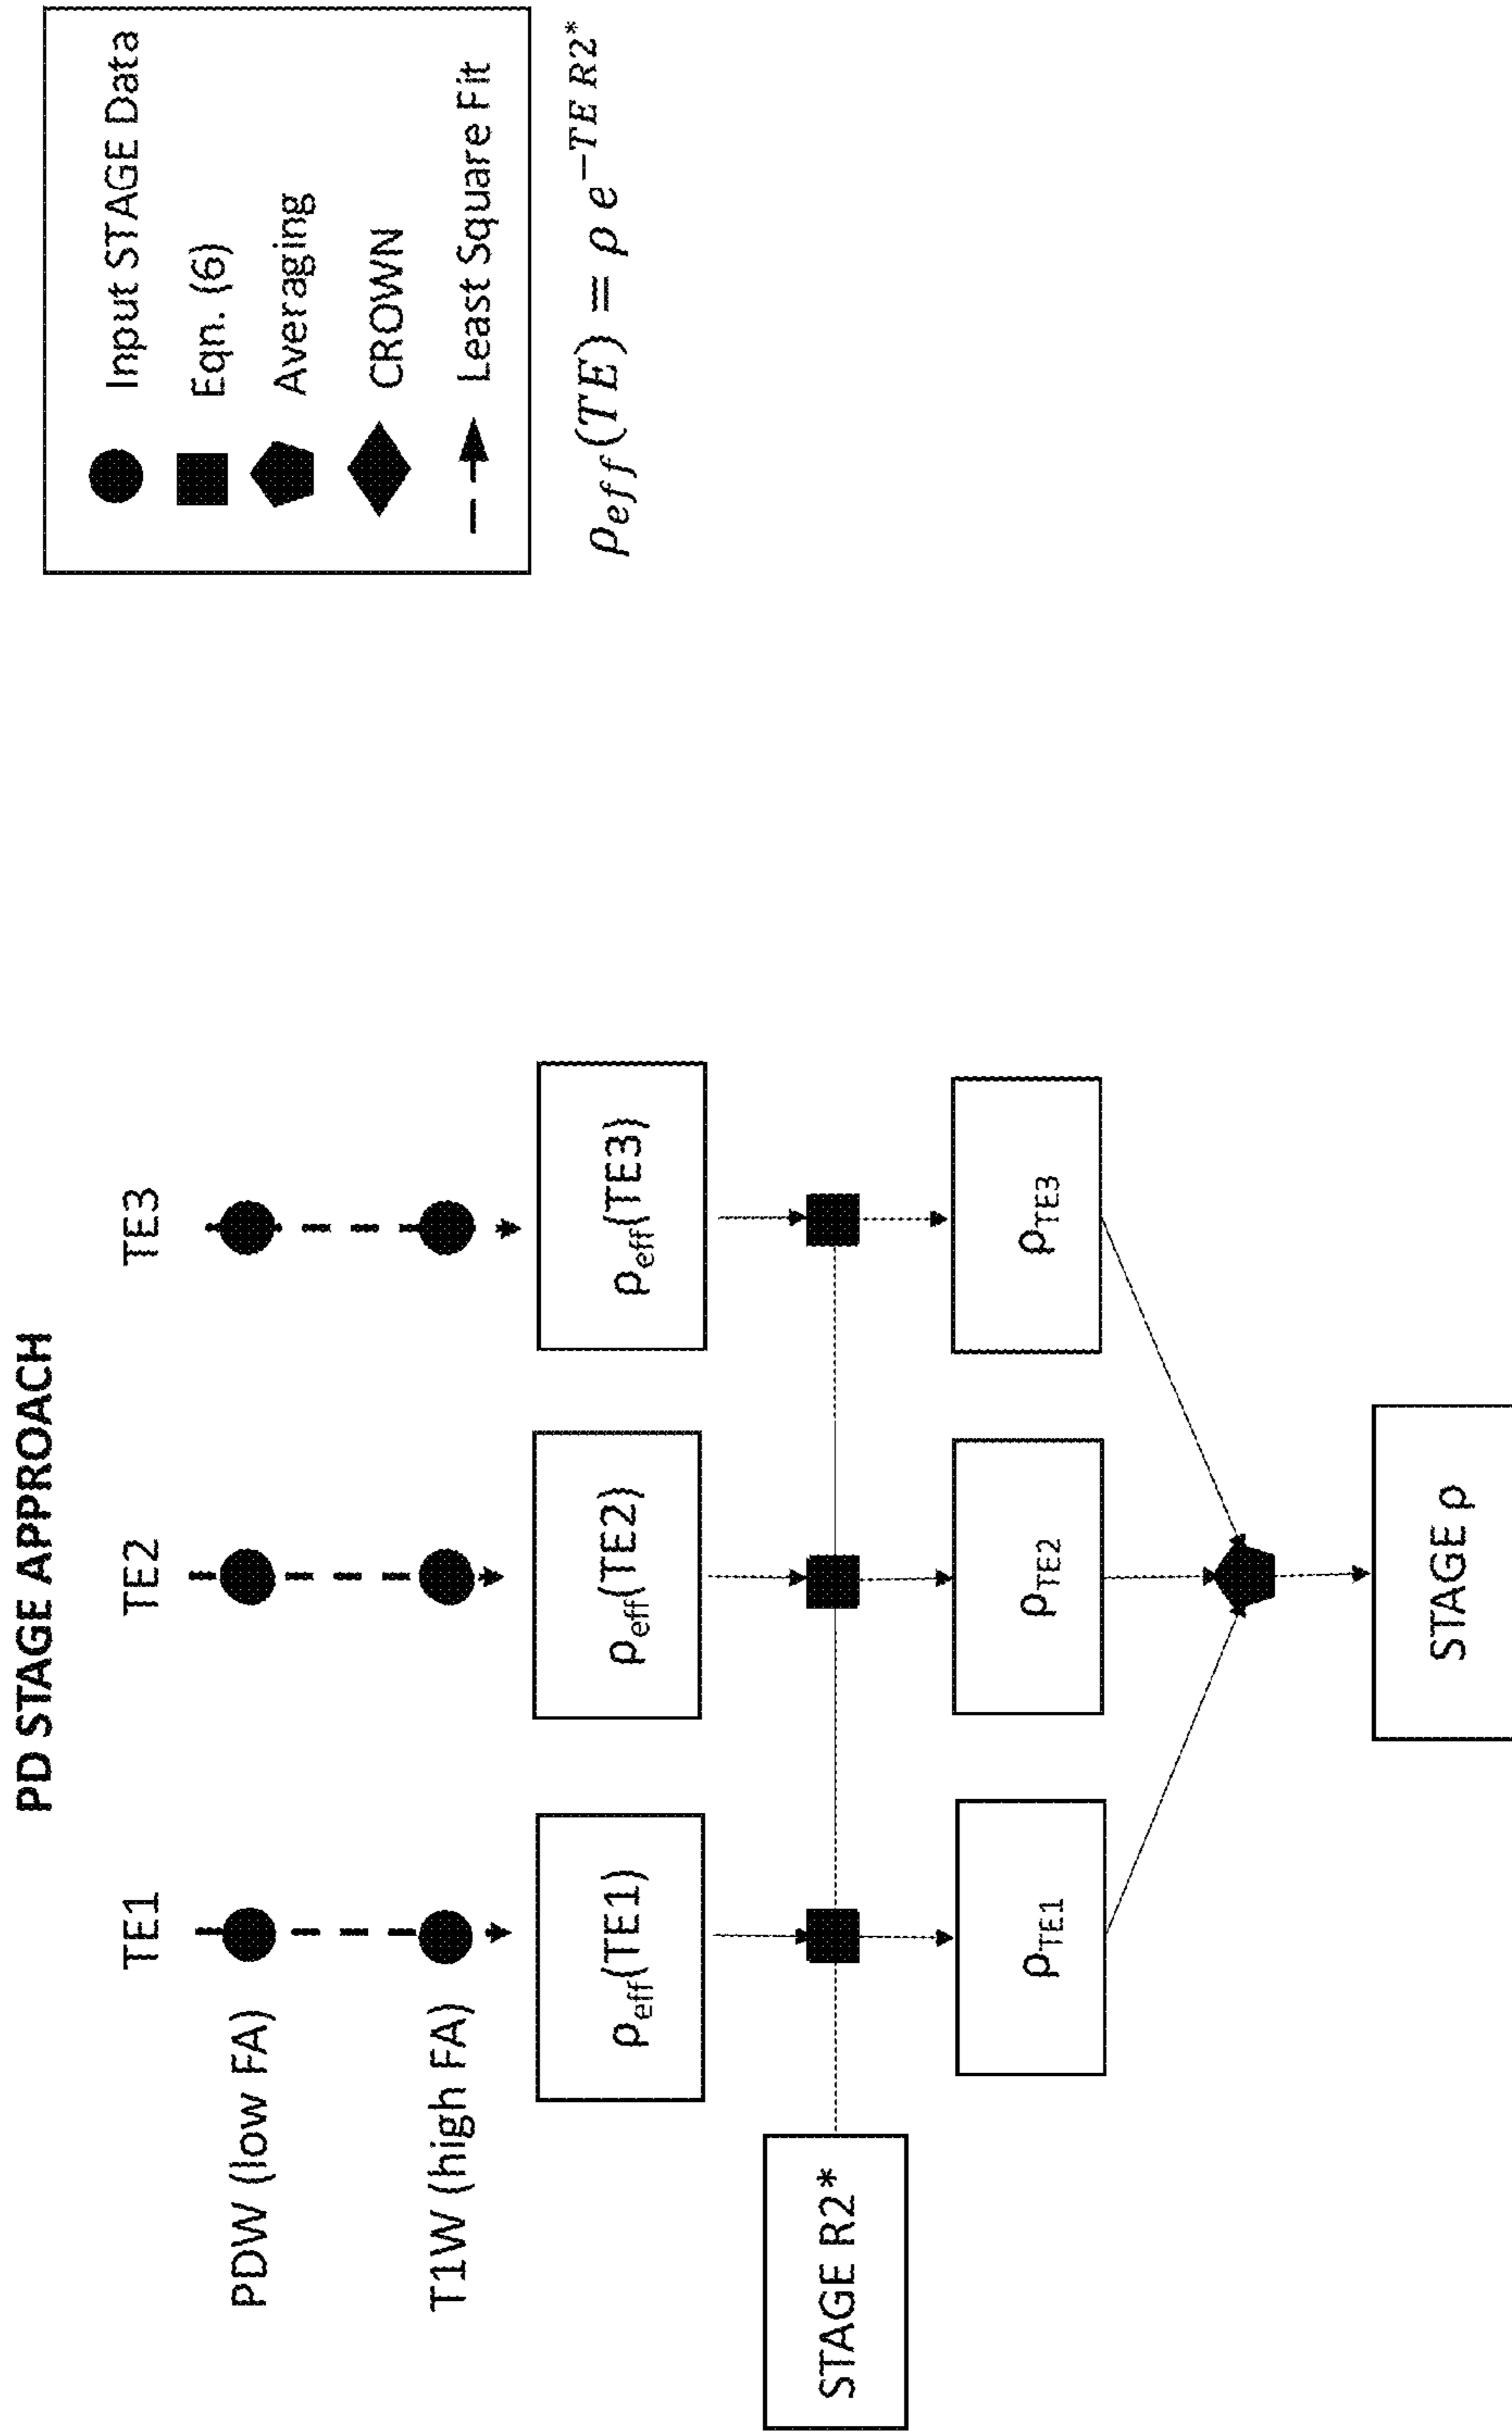 PD STAGE APPROACH
TE1
TE2
TE3
PDW (low FA)
T1W (high FA)
ρeff(TE1)
ρeff(TE2)
ρeff(TE3)
STAGE R2*
ρTE1
ρTE2
ρTE3
STAGE ρ
Input STAGE Data
Eqn. (6)
Averaging
CROWN
Least Square Fit
ρeff(TE) = ρ e^−TE R2*